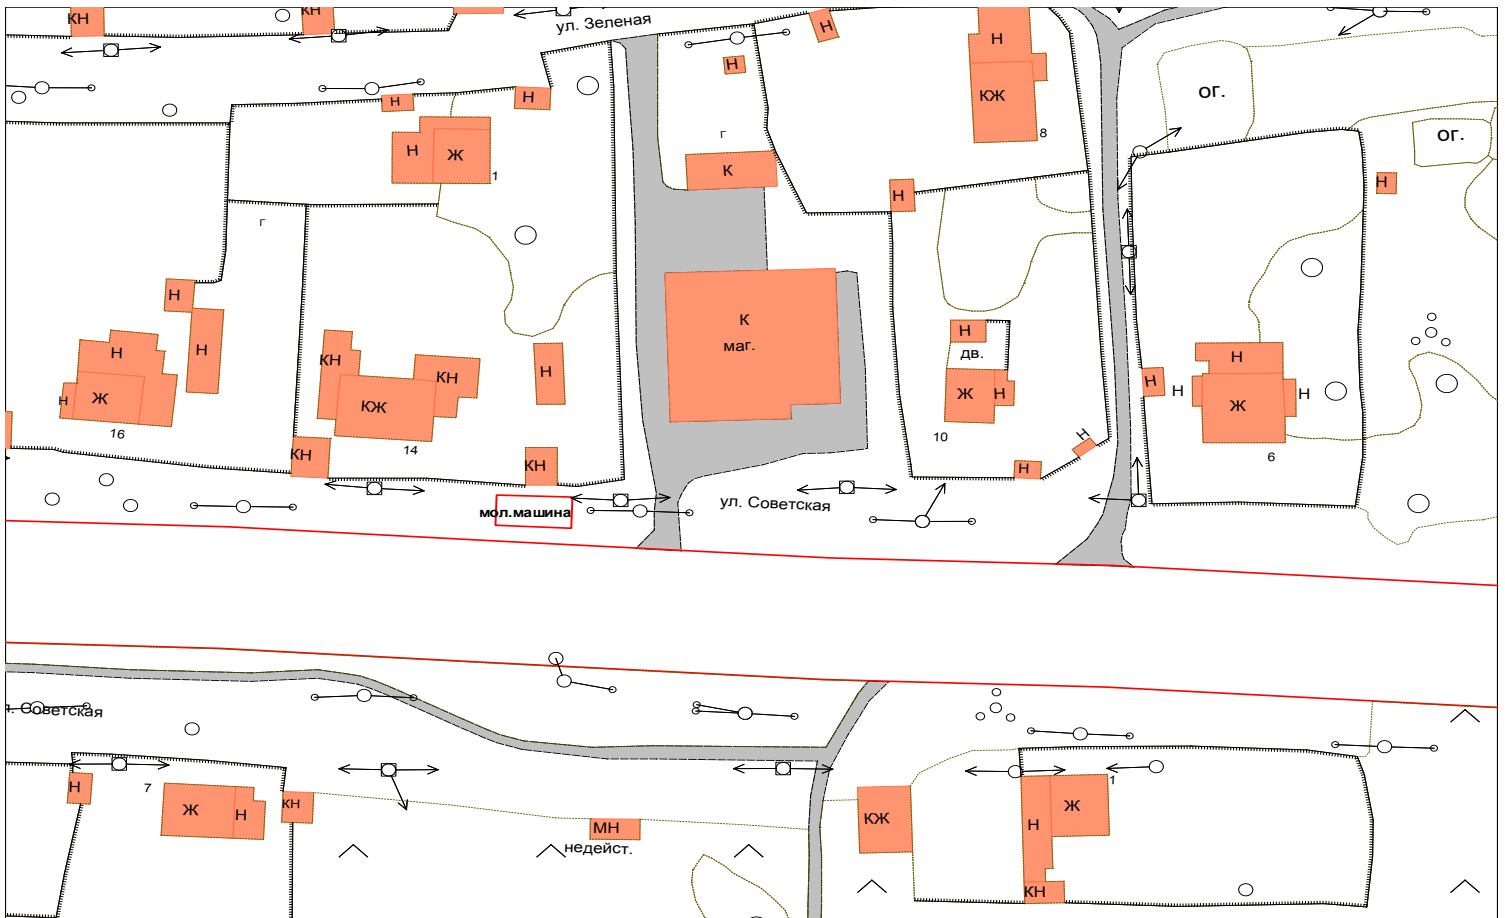 КН
КН
ул. Зеленая
Н
Н
КЖ
8
Н
ОГ.
ОГ.
Н
Н
Н
Ж
1
г
К
Н
Н
г
Н
Н
Н
Н
Ж
16
КН
КН
КЖ
14
Н
КН
КН
К
маг.
Н
дв.
Ж
Н
10
Н
Н
Н
Н
Н
Ж
Н
6
мол.машина
ул. Советская
л. Советская
Н
7
Ж
Н
КН
МН
недейст.
КЖ
Н
Ж
1
КН